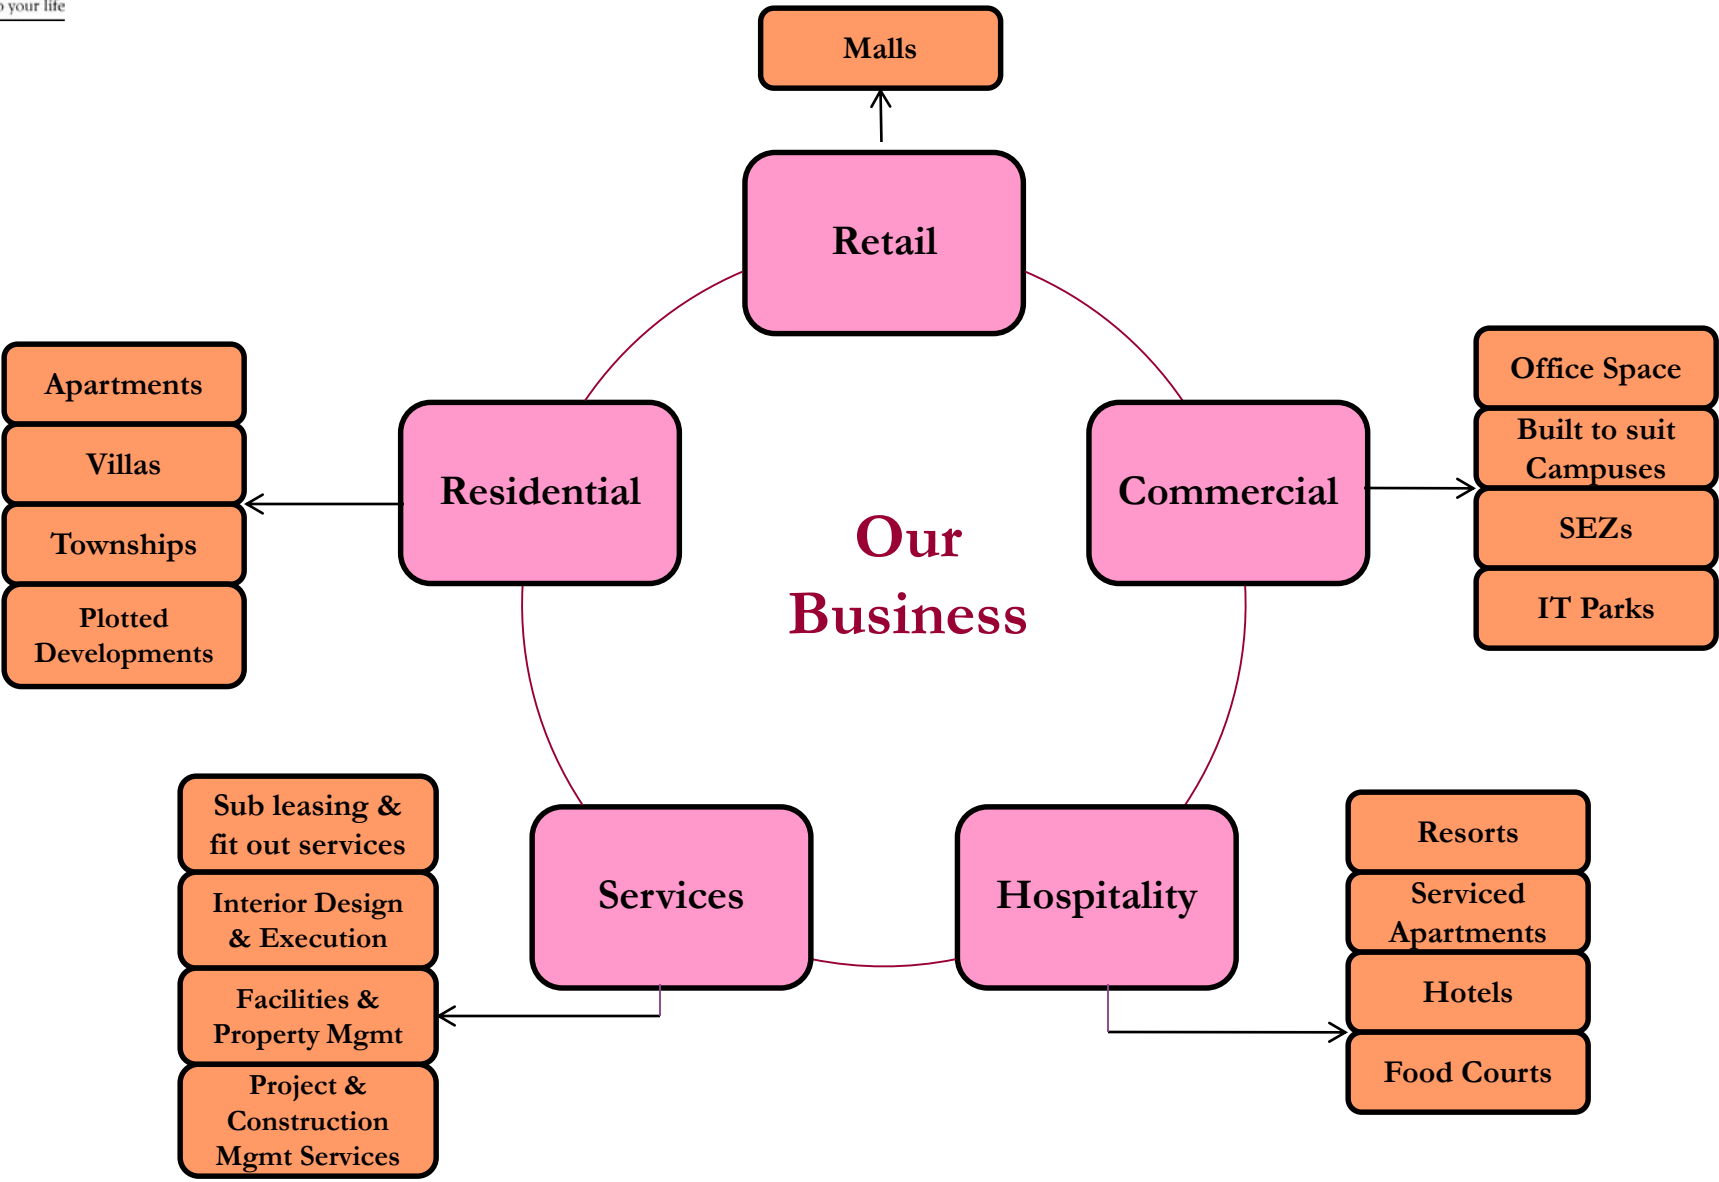 your life
Malls
Retail
Apartments
Villas
Townships
Plotted
Developments
Residential
Our
Business
Commercial
Office Space
Built to suit
Campuses
SEZs
IT Parks
Sub leasing &
fit out services
Interior Design
& Execution
Facilities &
Property Mgmt
Project &
Construction
Mgmt Services
Services
Hospitality
Resorts
Serviced
Apartments
Hotels
Food Courts